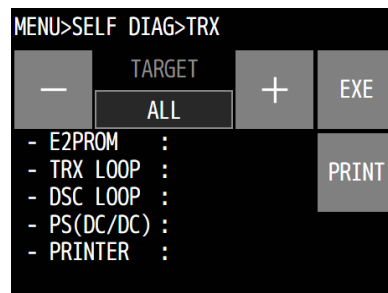 MENU>SELF DIAG>TRX
— TARGET + EXE
ALL
- E2PROM :
- TRX LOOP :
- DSC LOOP :
- PS(DC/DC) :
- PRINTER :
PRINT